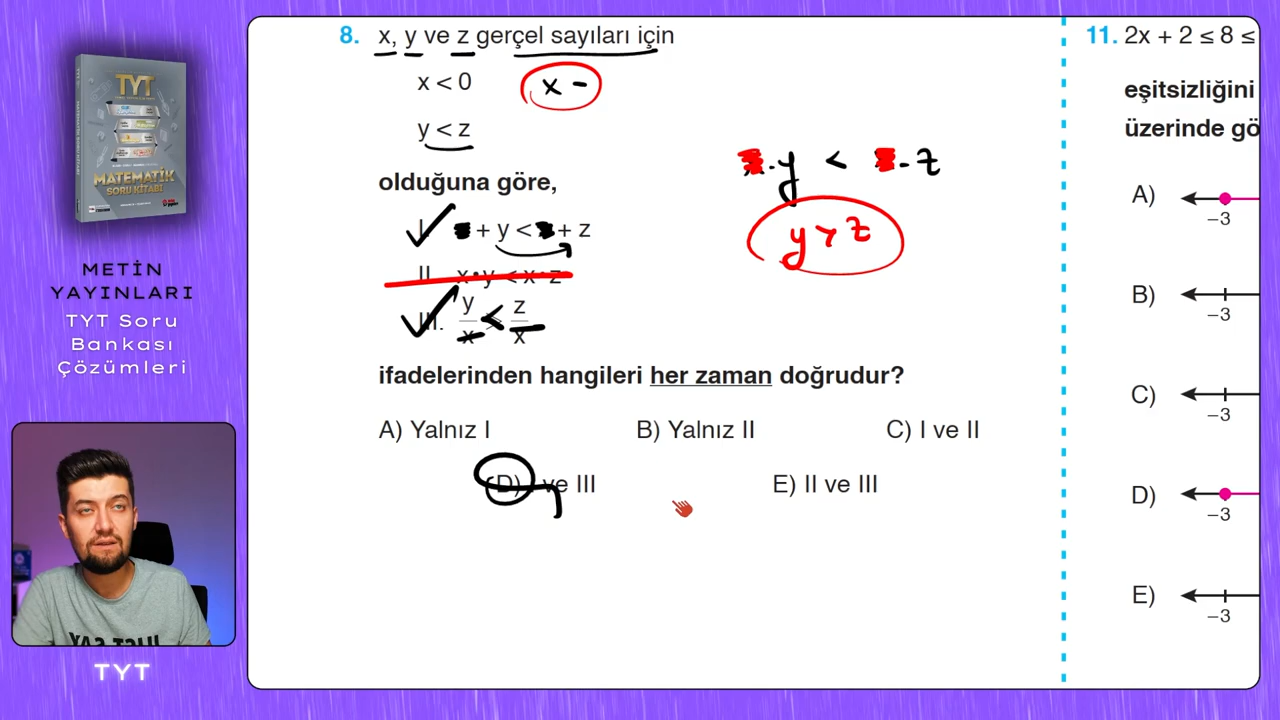 TYT
MATEMATİK
SORU KİTABI
METİN
YAYINLARI
TYT Soru
Bankası
Çözümleri
TYT
8. x, y ve z gerçel sayıları için
x < 0
x -
y < z
olduğuna göre,
I. + y < + z
II. x·y < x·z
III. y/x < z/x
. y < . z
y > z
ifadelerinden hangileri her zaman doğrudur?
A) Yalnız I
B) Yalnız II
C) I ve II
D) ve III
E) II ve III
11. 2x + 2 ≤ 8 ≤
eşitsizliğini
üzerinde gö
A)
-3
B)
-3
C)
-3
D)
-3
E)
-3